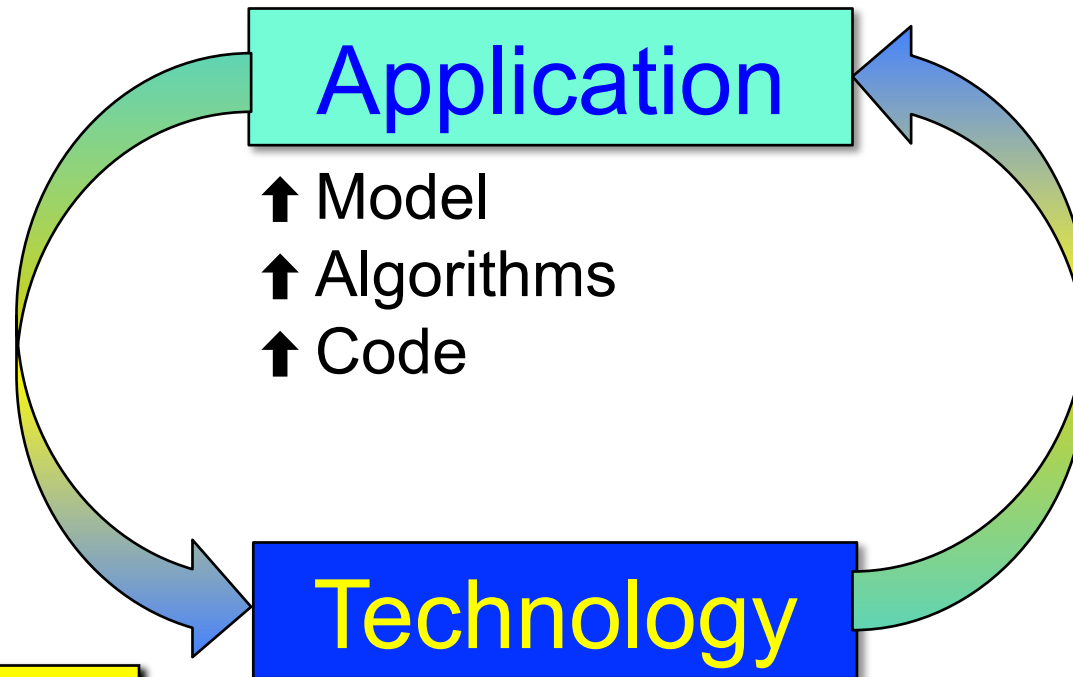 Application
⬆ Model
⬆ Algorithms
⬆ Code
Technology